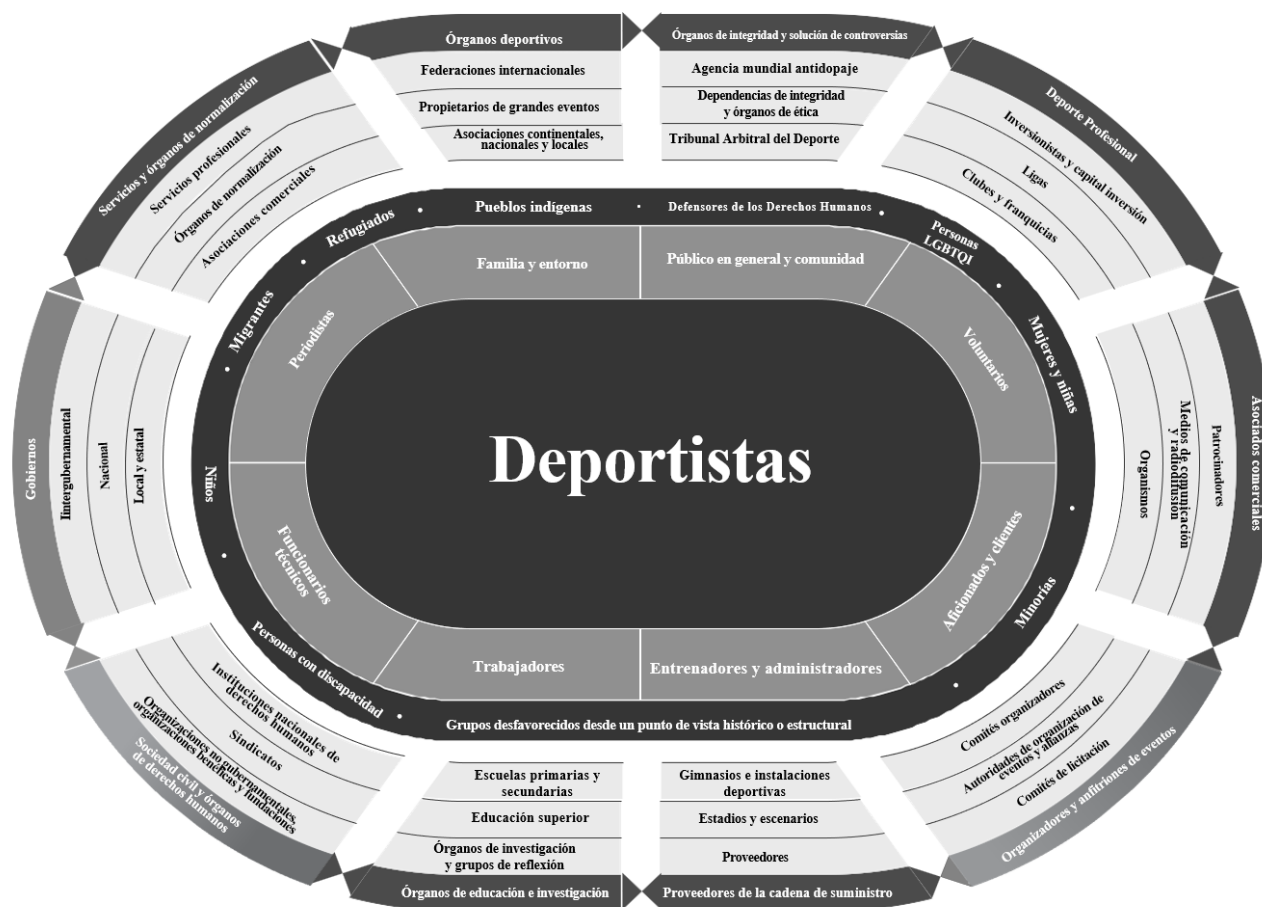 Órganos deportivos
Federaciones internacionales
Propietarios de grandes eventos
Asociaciones continentales,
nacionales y locales
Órganos de integridad y solución de controversias
Agencia mundial antidopaje
Dependencias de integridad
y órganos de ética
Tribunal Arbitral del Deporte
Deporte Profesional
Inversionistas y capital inversión
Ligas
Clubes y franquicias
Asociados comerciales
Patrocinadores
Medios de comunicación
y radiodifusión
Organismos
Organizadores y anfitriones de eventos
Comités de licitación
Autoridades de organización de
eventos y alianzas
Comités organizadores
Proveedores de la cadena de suministro
Proveedores
Estadios y escenarios
Gimnasios e instalaciones
deportivas
Órganos de educación e investigación
Órganos de investigación
y grupos de reflexión
Educación superior
Escuelas primarias y
secundarias
Sociedad civil y órganos
de derechos humanos
Organizaciones no gubernamentales,
organizaciones benéficas y fundaciones
Sindicatos
Instituciones nacionales de
derechos humanos
Gobiernos
Iintergubernamental
Nacional
Local y estatal
Servicios y órganos de normalización
Servicios profesionales
Órganos de normalización
Asociaciones comerciales
Pueblos indígenas
Defensores de los Derechos Humanos
Personas
LGBTQI
Mujeres y niñas
Minorías
Grupos desfavorecidos desde un punto de vista histórico o estructural
Personas con discapacidad
Niños
Migrantes
Refugiados
Familia y entorno
Público en general y comunidad
Voluntarios
Aficionados y clientes
Entrenadores y administradores
Trabajadores
Funcionarios
técnicos
Periodistas
Deportistas